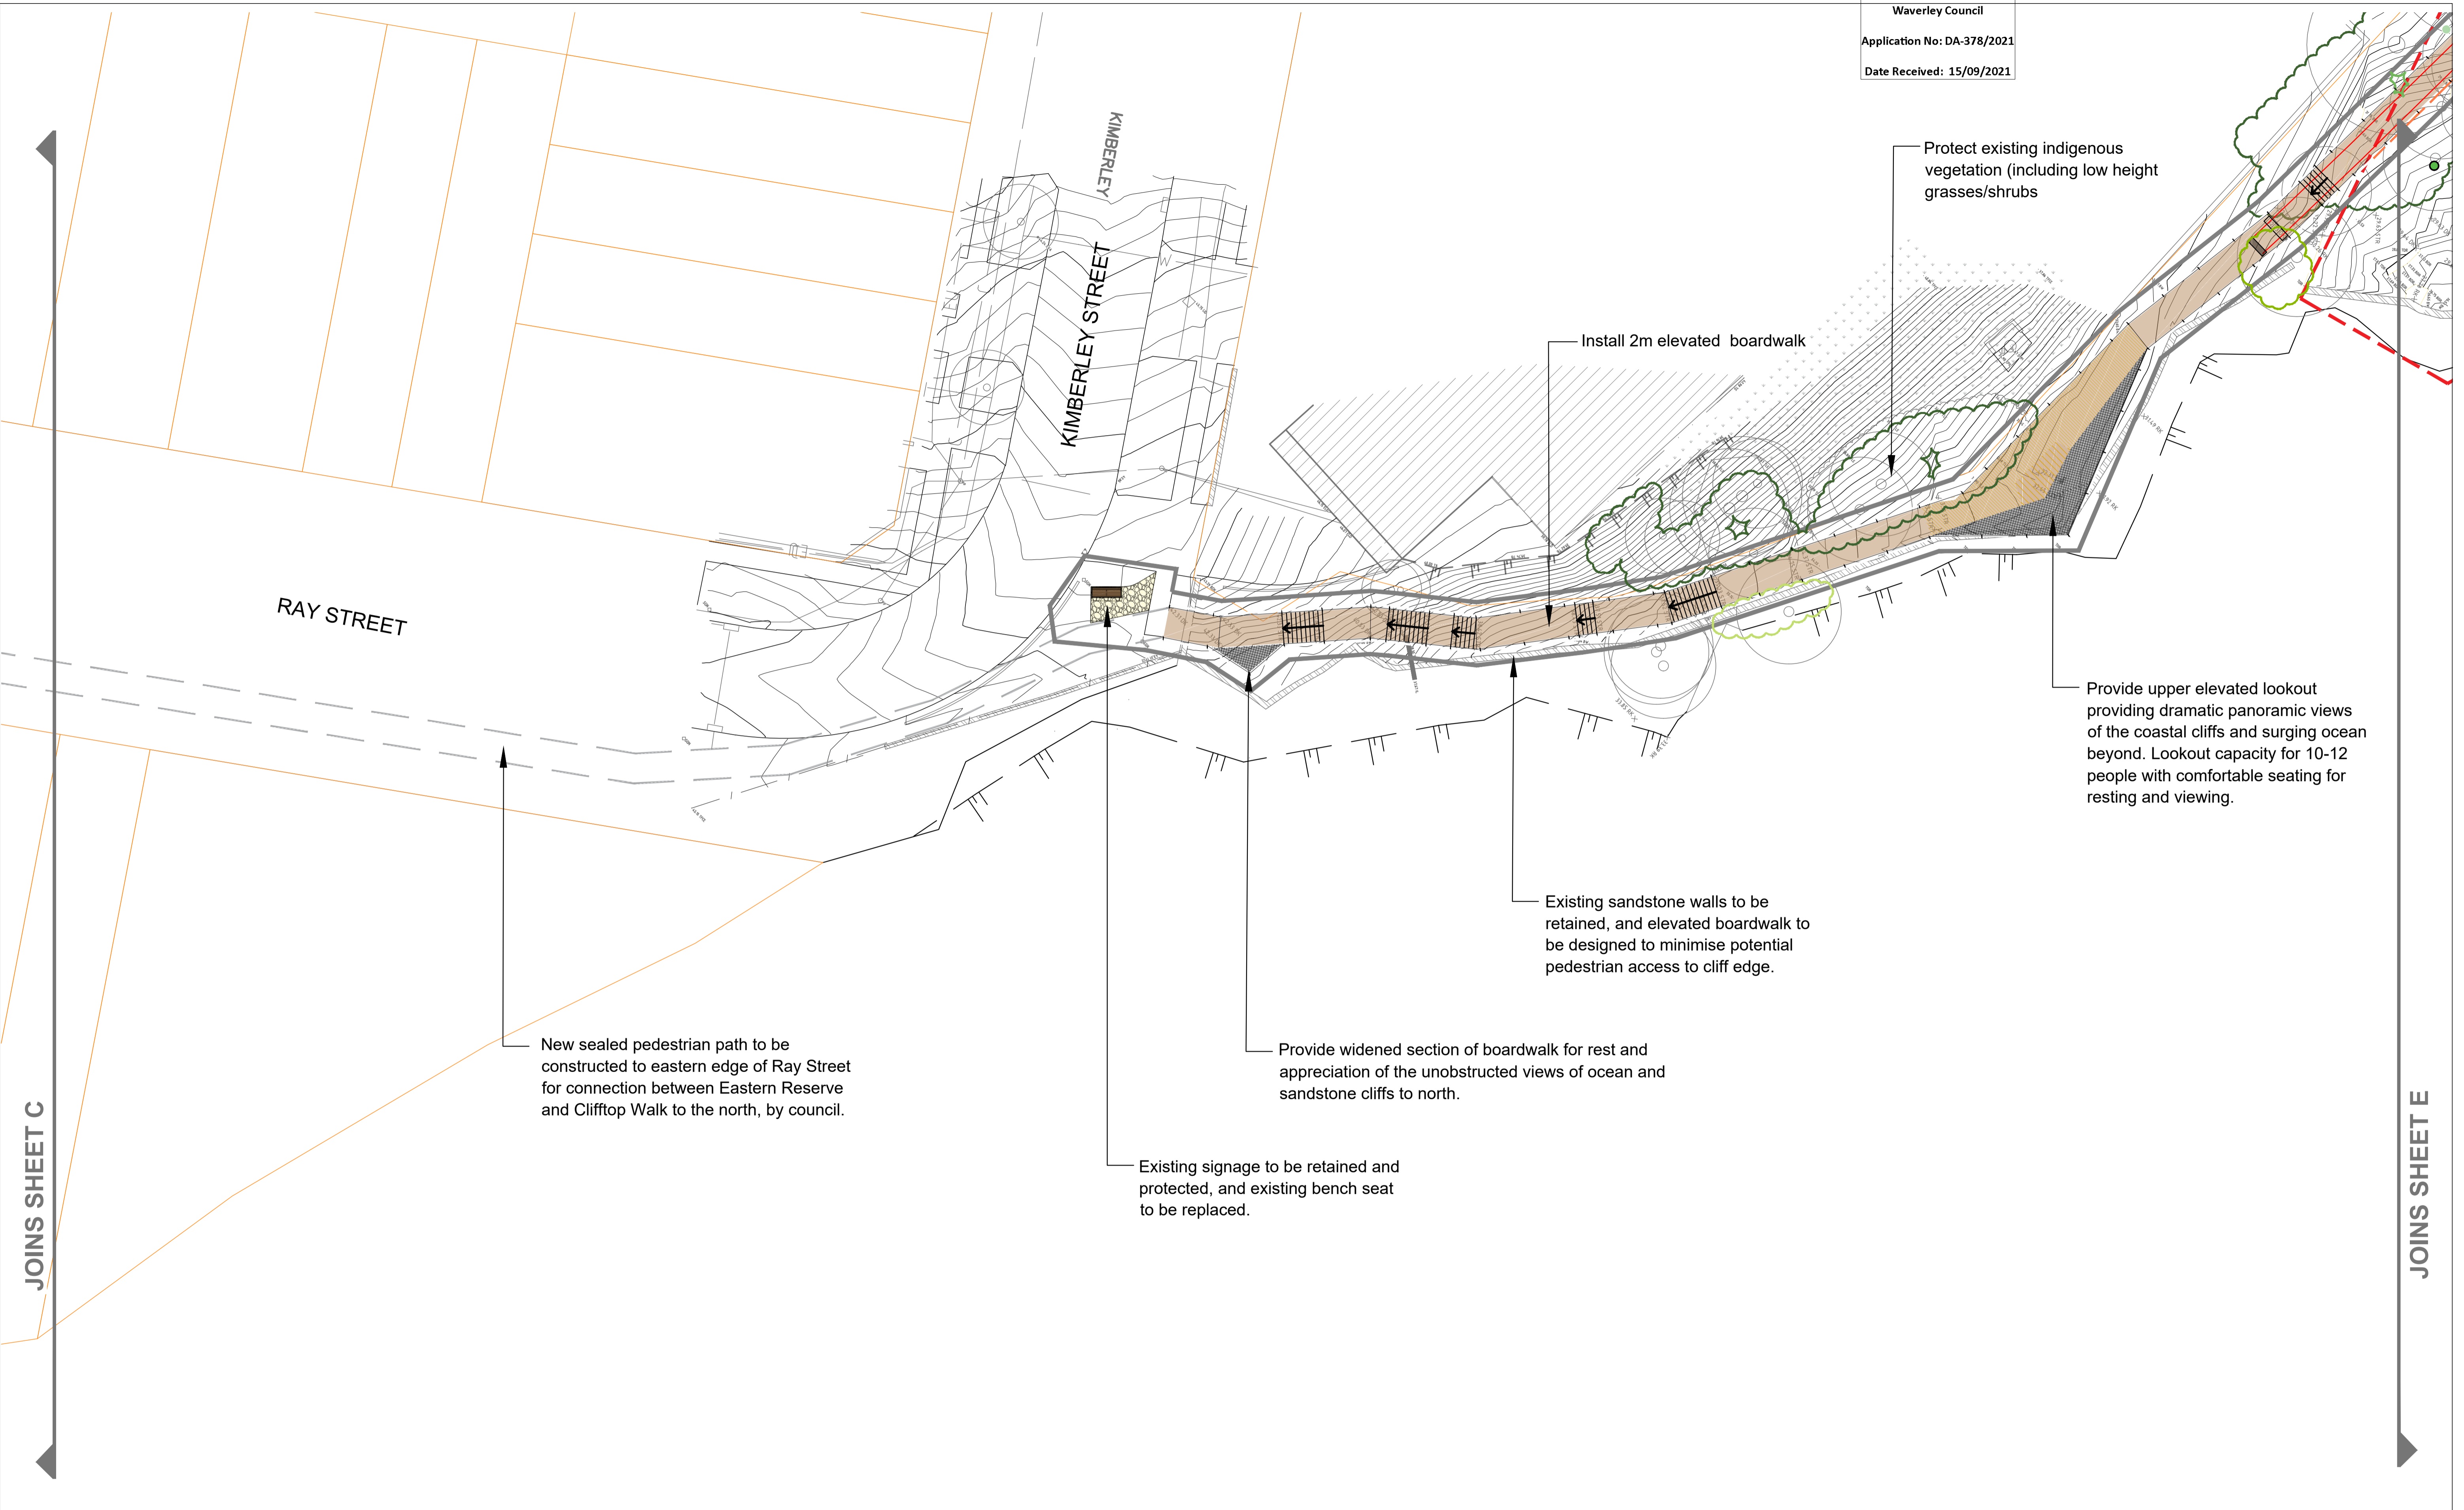 Waverley Council
Application No: DA-378/2021
Date Received: 15/09/2021
KIMBERLEY
KIMBERLEY STREET
RAY STREET
Protect existing indigenous
vegetation (including low height
grasses/shrubs
Install 2m elevated boardwalk
Provide upper elevated lookout
providing dramatic panoramic views
of the coastal cliffs and surging ocean
beyond. Lookout capacity for 10-12
people with comfortable seating for
resting and viewing.
Existing sandstone walls to be
retained, and elevated boardwalk to
be designed to minimise potential
pedestrian access to cliff edge.
New sealed pedestrian path to be
constructed to eastern edge of Ray Street
for connection between Eastern Reserve
and Clifftop Walk to the north, by council.
Provide widened section of boardwalk for rest and
appreciation of the unobstructed views of ocean and
sandstone cliffs to north.
Existing signage to be retained and
protected, and existing bench seat
to be replaced.
JOINS SHEET C
JOINS SHEET E